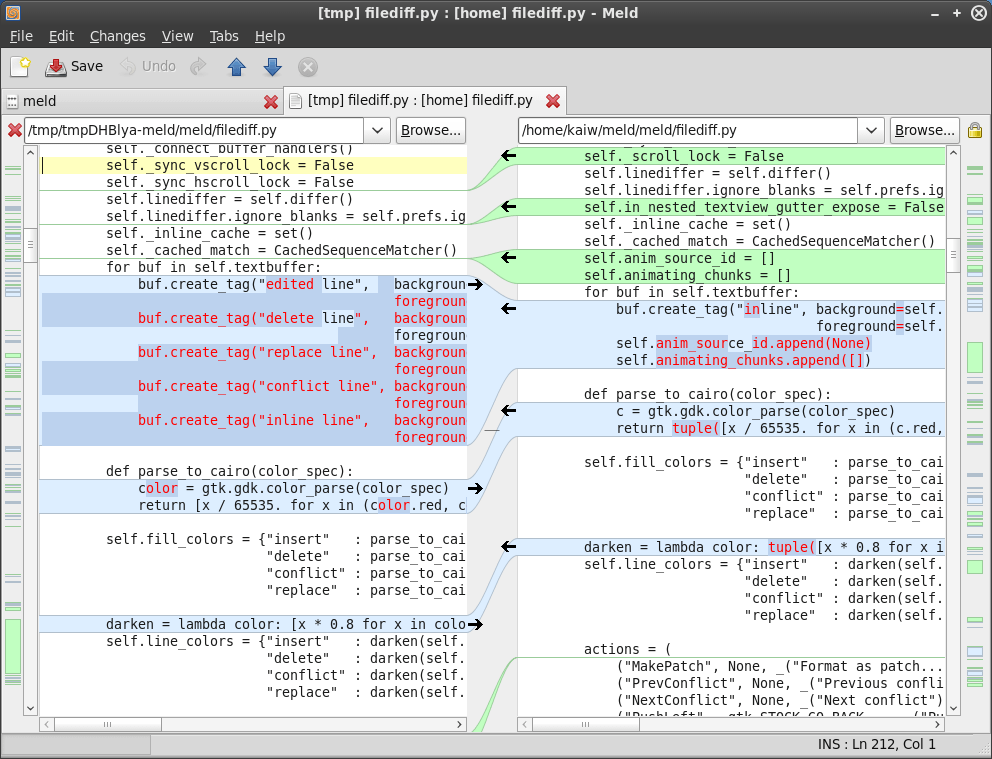 [tmp] filediff.py : [home] filediff.py - Meld
File Edit Changes View Tabs Help
Save Undo
meld
[tmp] filediff.py : [home] filediff.py
/tmp/tmpDHBlya-meld/meld/filediff.py
Browse...
/home/kaiw/meld/meld/filediff.py
Browse...
self._connect_buffer_handlers()
self._sync_vscroll_lock = False
self._sync_hscroll_lock = False
self.linediffer = self.differ()
self.linediffer.ignore_blanks = self.prefs.ig
self._inline_cache = set()
self._cached_match = CachedSequenceMatcher()
for buf in self.textbuffer:
buf.create_tag("edited line",   backgroun
foregroun
buf.create_tag("delete line",   backgroun
foregroun
buf.create_tag("replace line",  backgroun
foregroun
buf.create_tag("conflict line", backgroun
foregroun
buf.create_tag("inline line",   backgroun
foregroun
def parse_to_cairo(color_spec):
color = gtk.gdk.color_parse(color_spec)
return [x / 65535. for x in (color.red, c
self.fill_colors = {"insert"   : parse_to_cai
"delete"   : parse_to_cai
"conflict" : parse_to_cai
"replace"  : parse_to_cai
darken = lambda color: [x * 0.8 for x in colo
self.line_colors = {"insert"   : darken(self.
"delete"   : darken(self.
"conflict" : darken(self.
"replace"  : darken(self.
self._scroll_lock = False
self.linediffer = self.differ()
self.linediffer.ignore_blanks = self.prefs.ig
self.in_nested_textview_gutter_expose = False
self._inline_cache = set()
self._cached_match = CachedSequenceMatcher()
self.anim_source_id = []
self.animating_chunks = []
for buf in self.textbuffer:
buf.create_tag("inline", background=self.
foreground=self.
self.anim_source_id.append(None)
self.animating_chunks.append([])
def parse_to_cairo(color_spec):
c = gtk.gdk.color_parse(color_spec)
return tuple([x / 65535. for x in (c.red,
self.fill_colors = {"insert"   : parse_to_cai
"delete"   : parse_to_cai
"conflict" : parse_to_cai
"replace"  : parse_to_cai
darken = lambda color: tuple([x * 0.8 for x i
self.line_colors = {"insert"   : darken(self.
"delete"   : darken(self.
"conflict" : darken(self.
"replace"  : darken(self.
actions = (
("MakePatch", None, _("Format as patch...
("PrevConflict", None, _("Previous confli
("NextConflict", None, _("Next conflict")
INS : Ln 212, Col 1